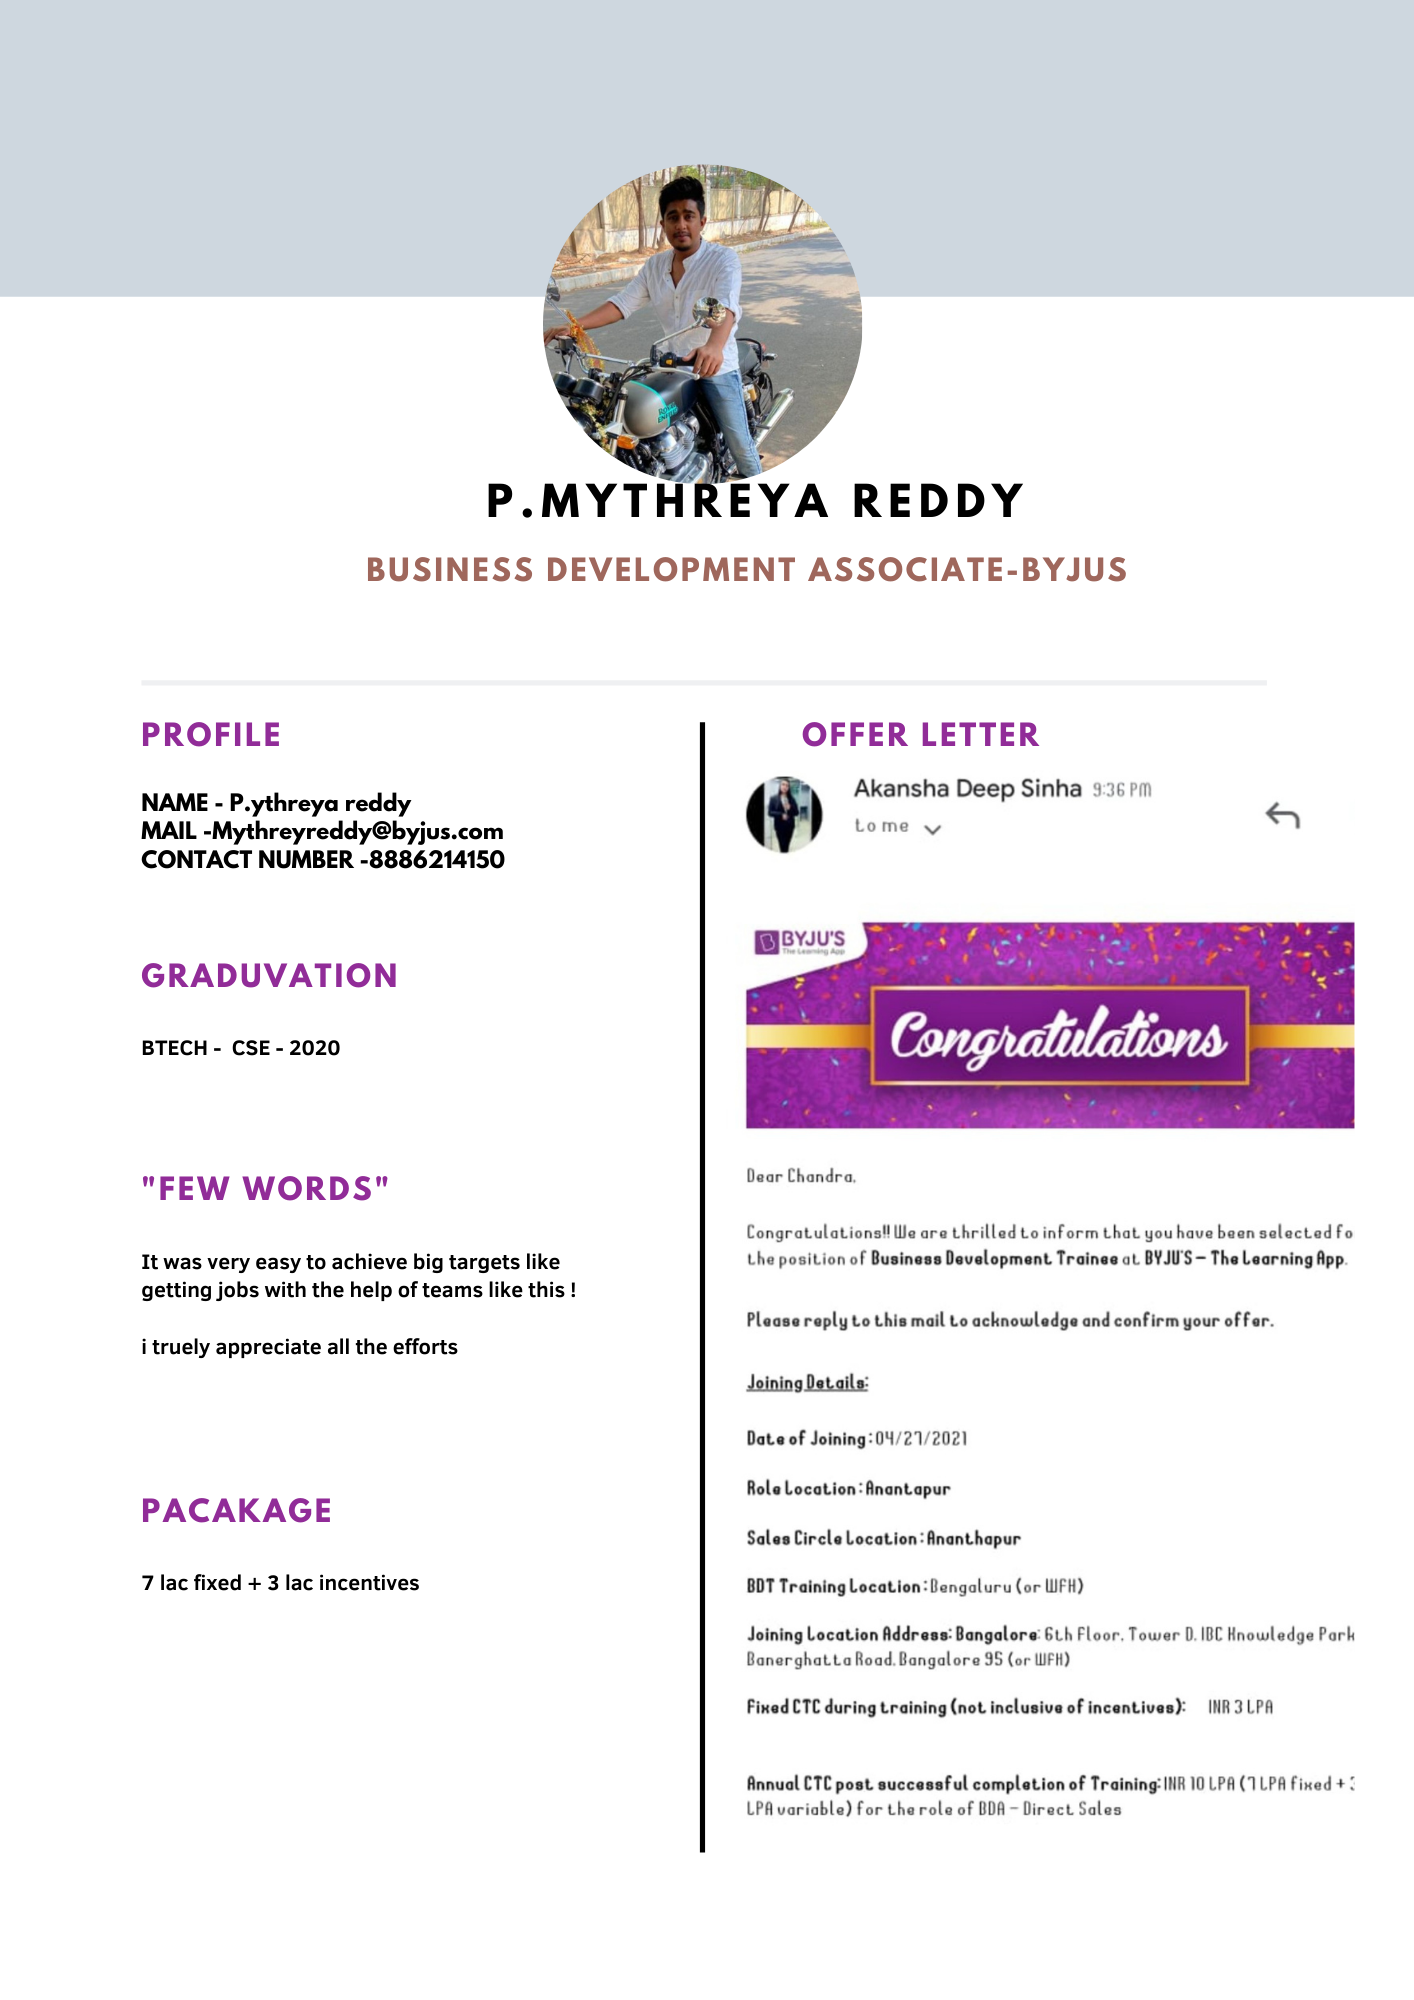 P.MYTHREYA REDDY
BUSINESS DEVELOPMENT ASSOCIATE-BYJUS
PROFILE
NAME - P.ythreya reddy
MAIL -Mythreyreddy@byjus.com
CONTACT NUMBER -8886214150
GRADUVATION
BTECH - CSE - 2020
"FEW WORDS"
It was very easy to achieve big targets like
getting jobs with the help of teams like this !
i truely appreciate all the efforts
PACAKAGE
7 lac fixed + 3 lac incentives
OFFER LETTER
Akansha Deep Sinha 9:36 PM
to me
BYJU'S
The Learning App
Congratulations
Dear Chandra,
Congratulations!! We are thrilled to inform that you have been selected fo
the position of Business Development Trainee at BYJU'S – The Learning App.
Please reply to this mail to acknowledge and confirm your offer.
Joining Details:
Date of Joining: 04/27/2021
Role Location: Anantapur
Sales Circle Location: Ananthapur
BDT Training Location: Bengaluru (or WFH)
Joining Location Address: Bangalore: 6th Floor, Tower D, IBC Knowledge Park
Banerghatta Road, Bangalore 95 (or WFH)
Fixed CTC during training (not inclusive of incentives): INR 3 LPA
Annual CTC post successful completion of Training: INR 10 LPA (7 LPA fixed + 3
LPA variable) for the role of BDA – Direct Sales